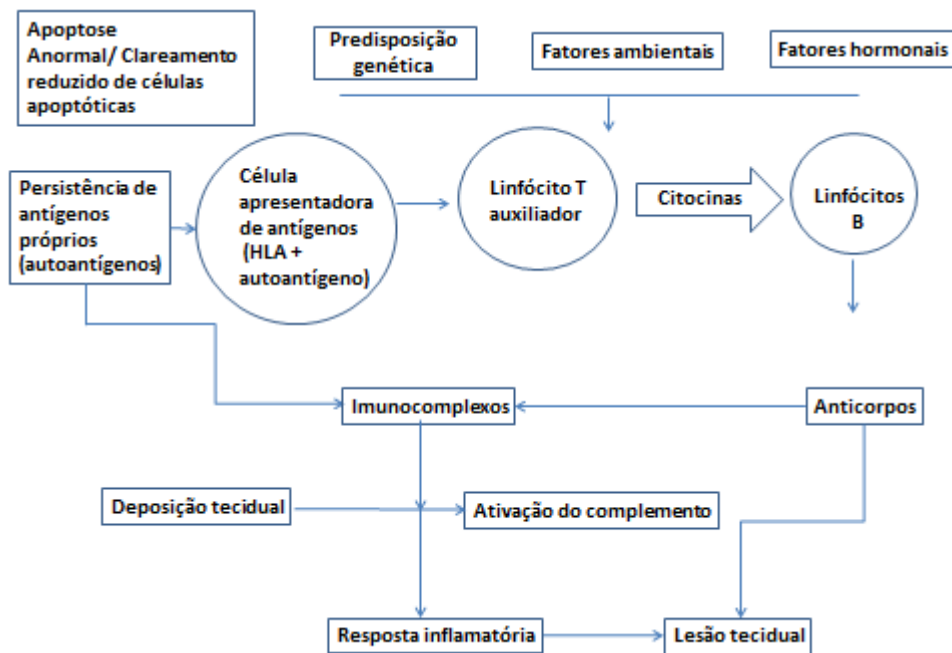 Apoptose
Anormal/ Clareamento
reduzido de células
apoptóticas
Predisposição
genética
Fatores ambientais
Fatores hormonais
Persistência de
antígenos
próprios
(autoantígenos)
Célula
apresentadora
de antígenos
(HLA +
autoantígeno)
Linfócito T
auxiliador
Citocinas
Linfócitos
B
Imunocomplexos
Anticorpos
Deposição tecidual
Ativação do complemento
Resposta inflamatória
Lesão tecidual